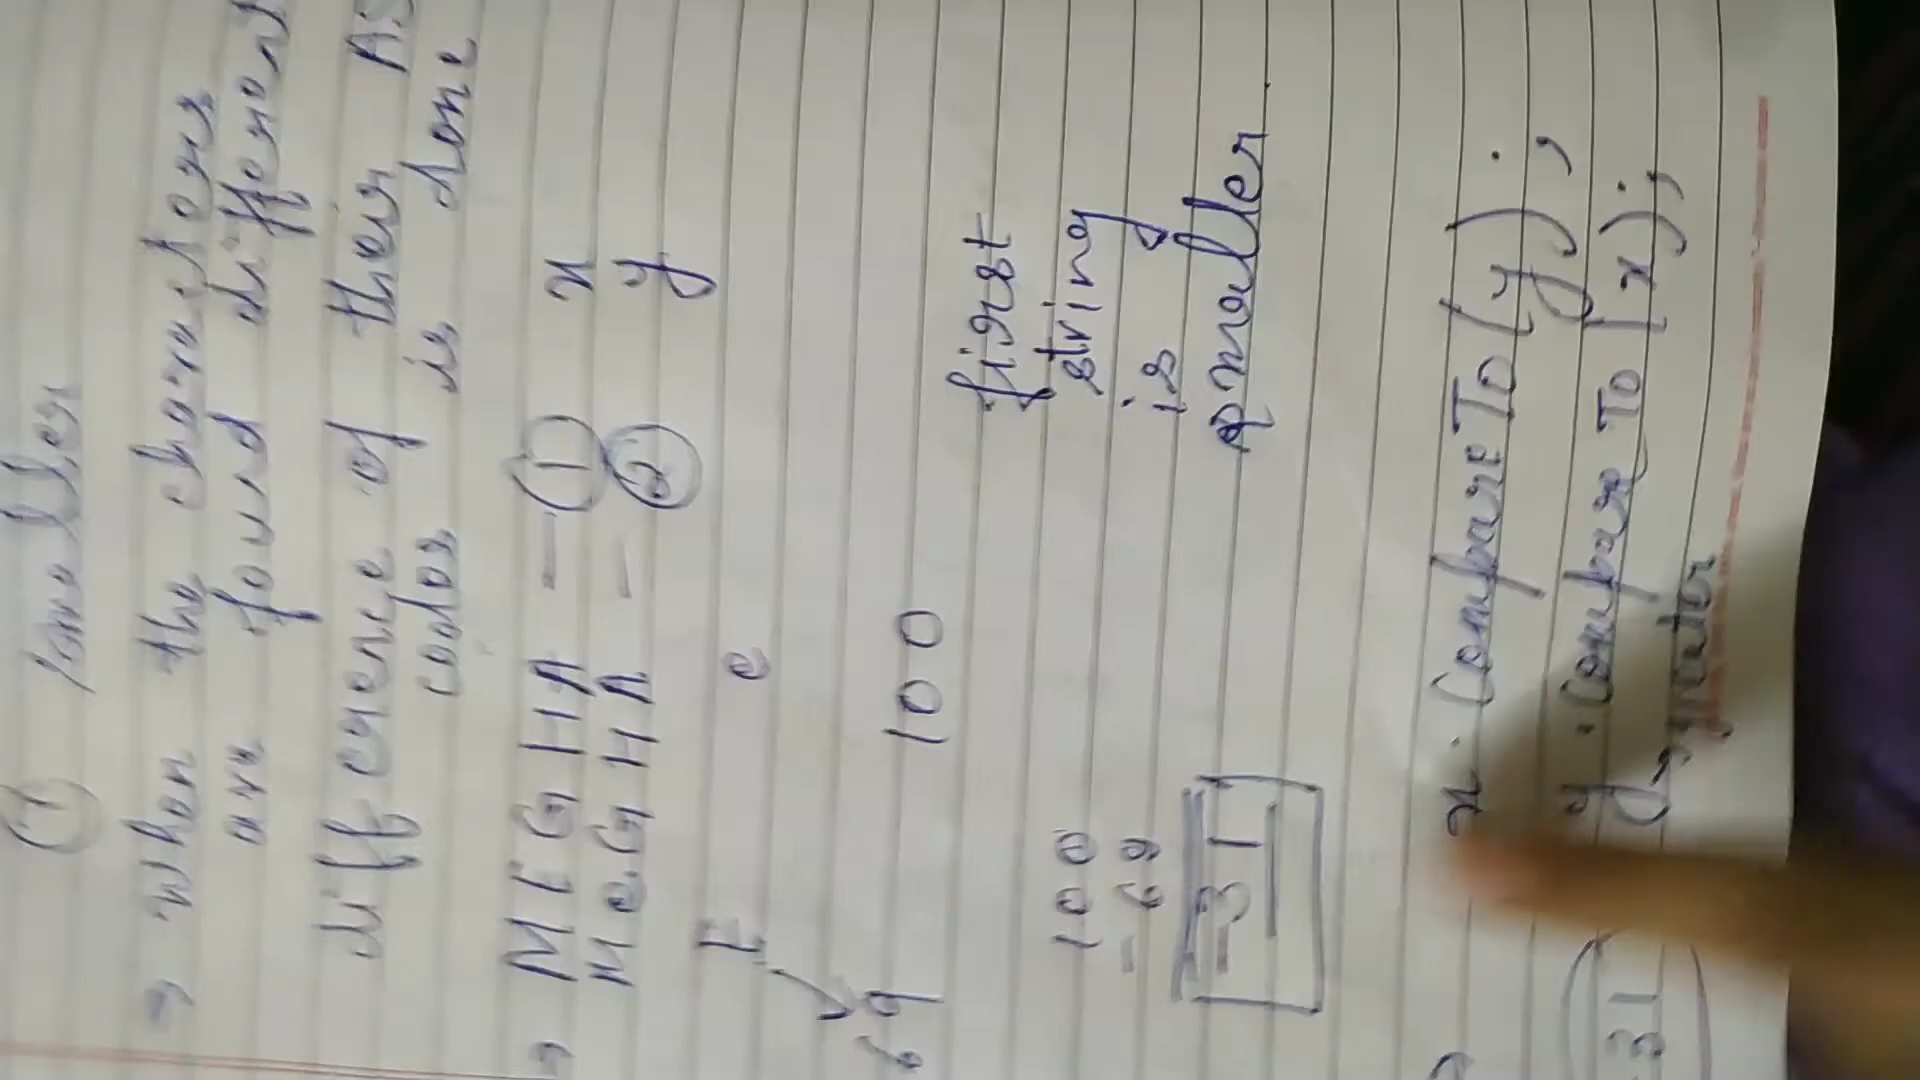 ① smaller
→ when the characters
are found different
difference of their AS
codes is done
→ MEGHA - ① x
MeGHA - ② y
E e
69 100
first
100 string
- 69 is
-31 smaller
x. CompareTo(y);
y. CompareTo(x);
31 greater